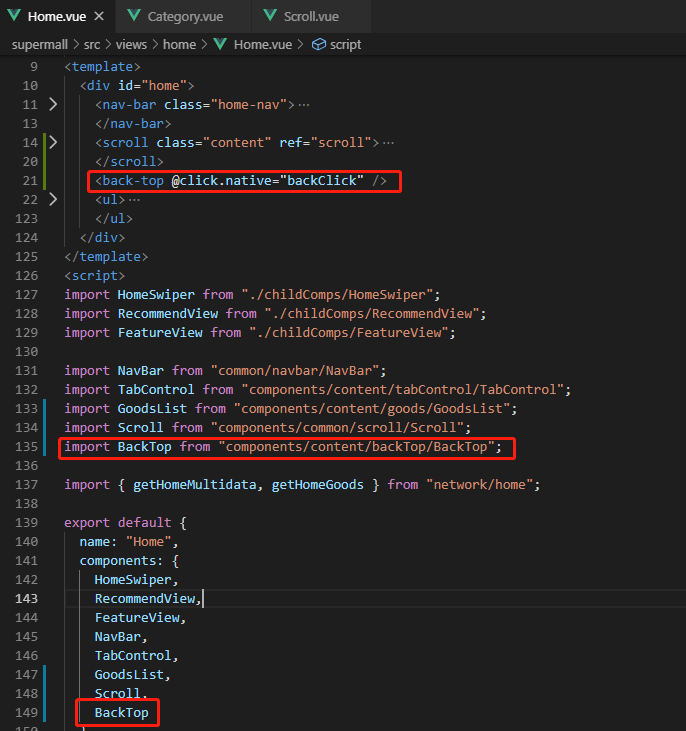 Home.vue × Category.vue Scroll.vue
supermall > src > views > home > Home.vue > script
9 <template>
10 <div id="home">
11 <nav-bar class="home-nav">…
13 </nav-bar>
14 <scroll class="content" ref="scroll">…
20 </scroll>
21 <back-top @click.native="backClick" />
22 <ul>…
123 </ul>
124 </div>
125 </template>
126 <script>
127 import HomeSwiper from "./childComps/HomeSwiper";
128 import RecommendView from "./childComps/RecommendView";
129 import FeatureView from "./childComps/FeatureView";
130
131 import NavBar from "common/navbar/NavBar";
132 import TabControl from "components/content/tabControl/TabControl";
133 import GoodsList from "components/content/goods/GoodsList";
134 import Scroll from "components/common/scroll/Scroll";
135 import BackTop from "components/content/backTop/BackTop";
136
137 import { getHomeMultidata, getHomeGoods } from "network/home";
138
139 export default {
140 name: "Home",
141 components: {
142 HomeSwiper,
143 RecommendView,
144 FeatureView,
145 NavBar,
146 TabControl,
147 GoodsList,
148 Scroll,
149 BackTop